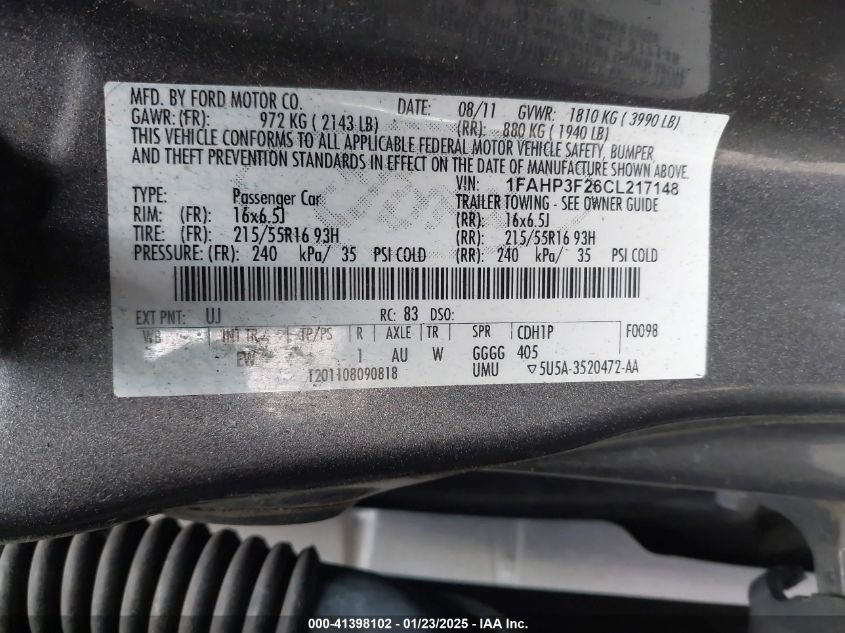 MFD. BY FORD MOTOR CO. DATE: 08/11 GVWR: 1810 KG ( 3990 LB)
GAWR: (FR): 972 KG ( 2143 LB) (RR): 880 KG ( 1940 LB)
THIS VEHICLE CONFORMS TO ALL APPLICABLE FEDERAL MOTOR VEHICLE SAFETY, BUMPER,
AND THEFT PREVENTION STANDARDS IN EFFECT ON THE DATE OF MANUFACTURE SHOWN ABOVE.
VIN: 1FAHP3F26CL217148
TYPE: Passenger Car TRAILER TOWING - SEE OWNER GUIDE
RIM: (FR): 16x6.5J (RR): 16x6.5J
TIRE: (FR): 215/55R16 93H (RR): 215/55R16 93H
PRESSURE: (FR): 240 kPa/ 35 PSI COLD (RR): 240 kPa/ 35 PSI COLD
EXT PNT: UJ RC: 83 DSO:
WB INT TR TP/PS R AXLE TR SPR CDH1P F0098
EW 1 AU W GGGG 405
T201108090818 UMU ▽5U5A-3520472-AA
000-41398102 - 01/23/2025 - IAA Inc.